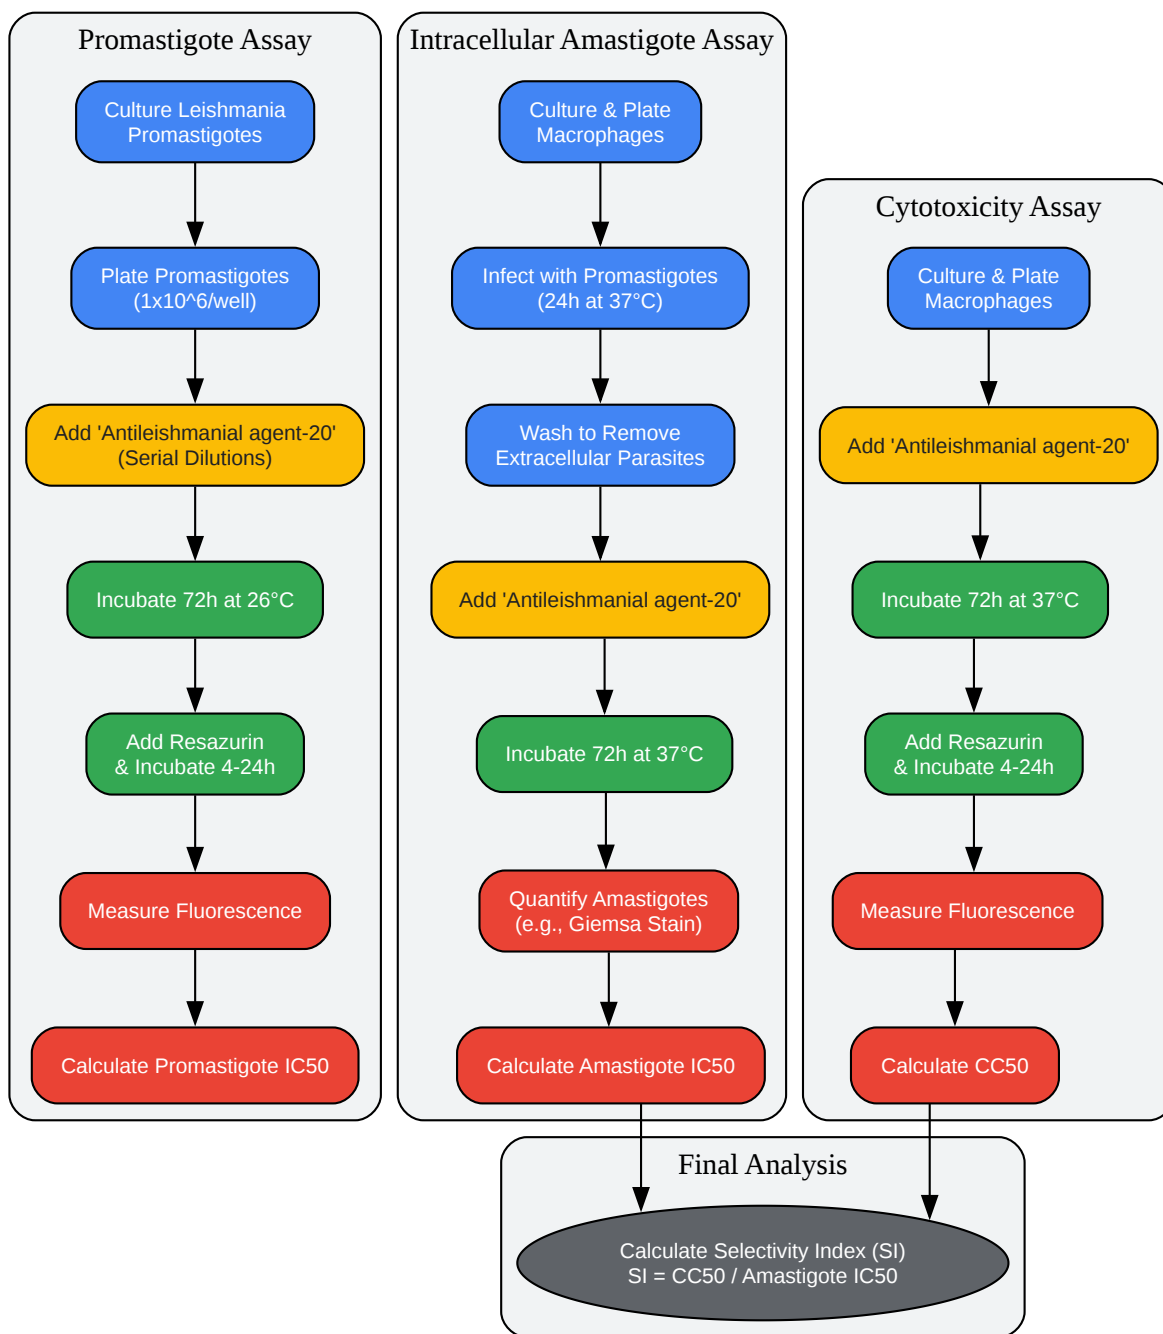 Promastigote Assay
Culture Leishmania
Promastigotes
Plate Promastigotes
(1x10^6/well)
Add 'Antileishmanial agent-20'
(Serial Dilutions)
Incubate 72h at 26°C
Add Resazurin
& Incubate 4-24h
Measure Fluorescence
Calculate Promastigote IC50
Intracellular Amastigote Assay
Culture & Plate
Macrophages
Infect with Promastigotes
(24h at 37°C)
Wash to Remove
Extracellular Parasites
Add 'Antileishmanial agent-20'
Incubate 72h at 37°C
Quantify Amastigotes
(e.g., Giemsa Stain)
Calculate Amastigote IC50
Cytotoxicity Assay
Culture & Plate
Macrophages
Add 'Antileishmanial agent-20'
Incubate 72h at 37°C
Add Resazurin
& Incubate 4-24h
Measure Fluorescence
Calculate CC50
Final Analysis
Calculate Selectivity Index (SI)
SI = CC50 / Amastigote IC50